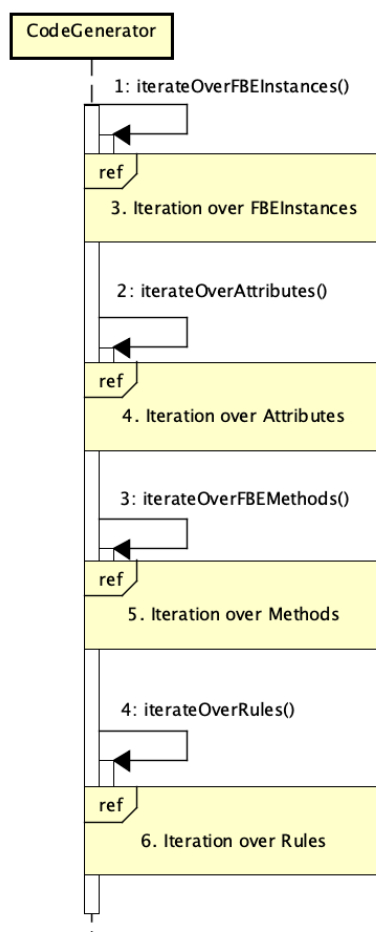 CodeGenerator
1: iterateOverFBEInstances()
ref
3. Iteration over FBEInstances
2: iterateOverAttributes()
ref
4. Iteration over Attributes
3: iterateOverFBEMethods()
ref
5. Iteration over Methods
4: iterateOverRules()
ref
6. Iteration over Rules